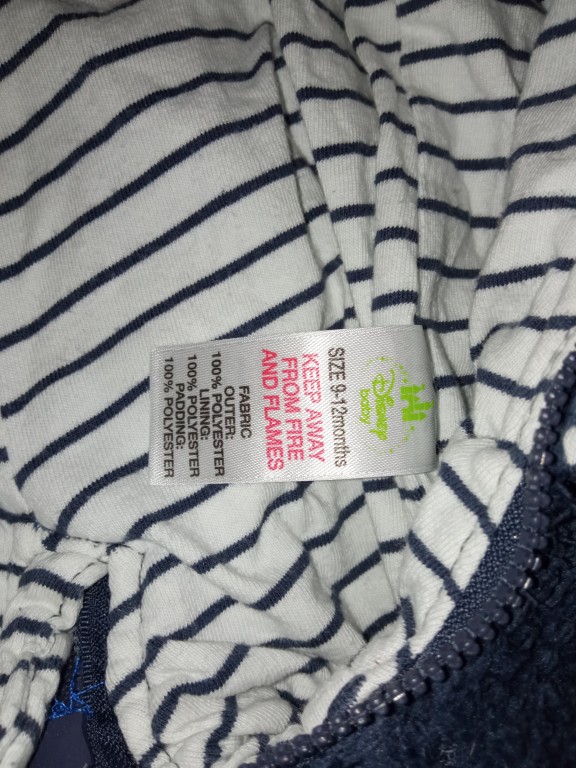 Disney
baby
SIZE 9-12months
KEEP AWAY
FROM FIRE
AND FLAMES
FABRIC
OUTER:
100% POLYESTER
LINING:
100% POLYESTER
PADDING:
100% POLYESTER